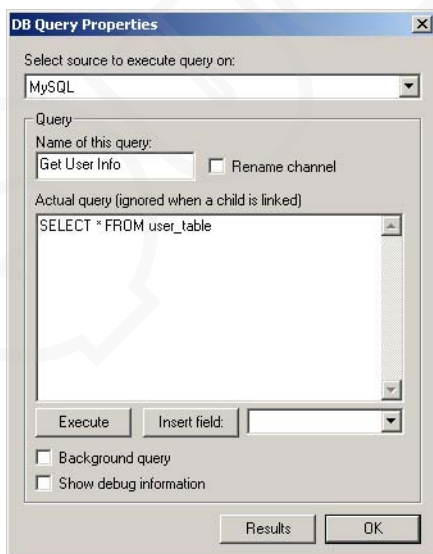 DB Query Properties
Select source to execute query on:
MySQL
Query
Name of this query:
Get User Info
Rename channel
Actual query (ignored when a child is linked)
SELECT * FROM user_table
Execute
Insert field:
Background query
Show debug information
Results
OK